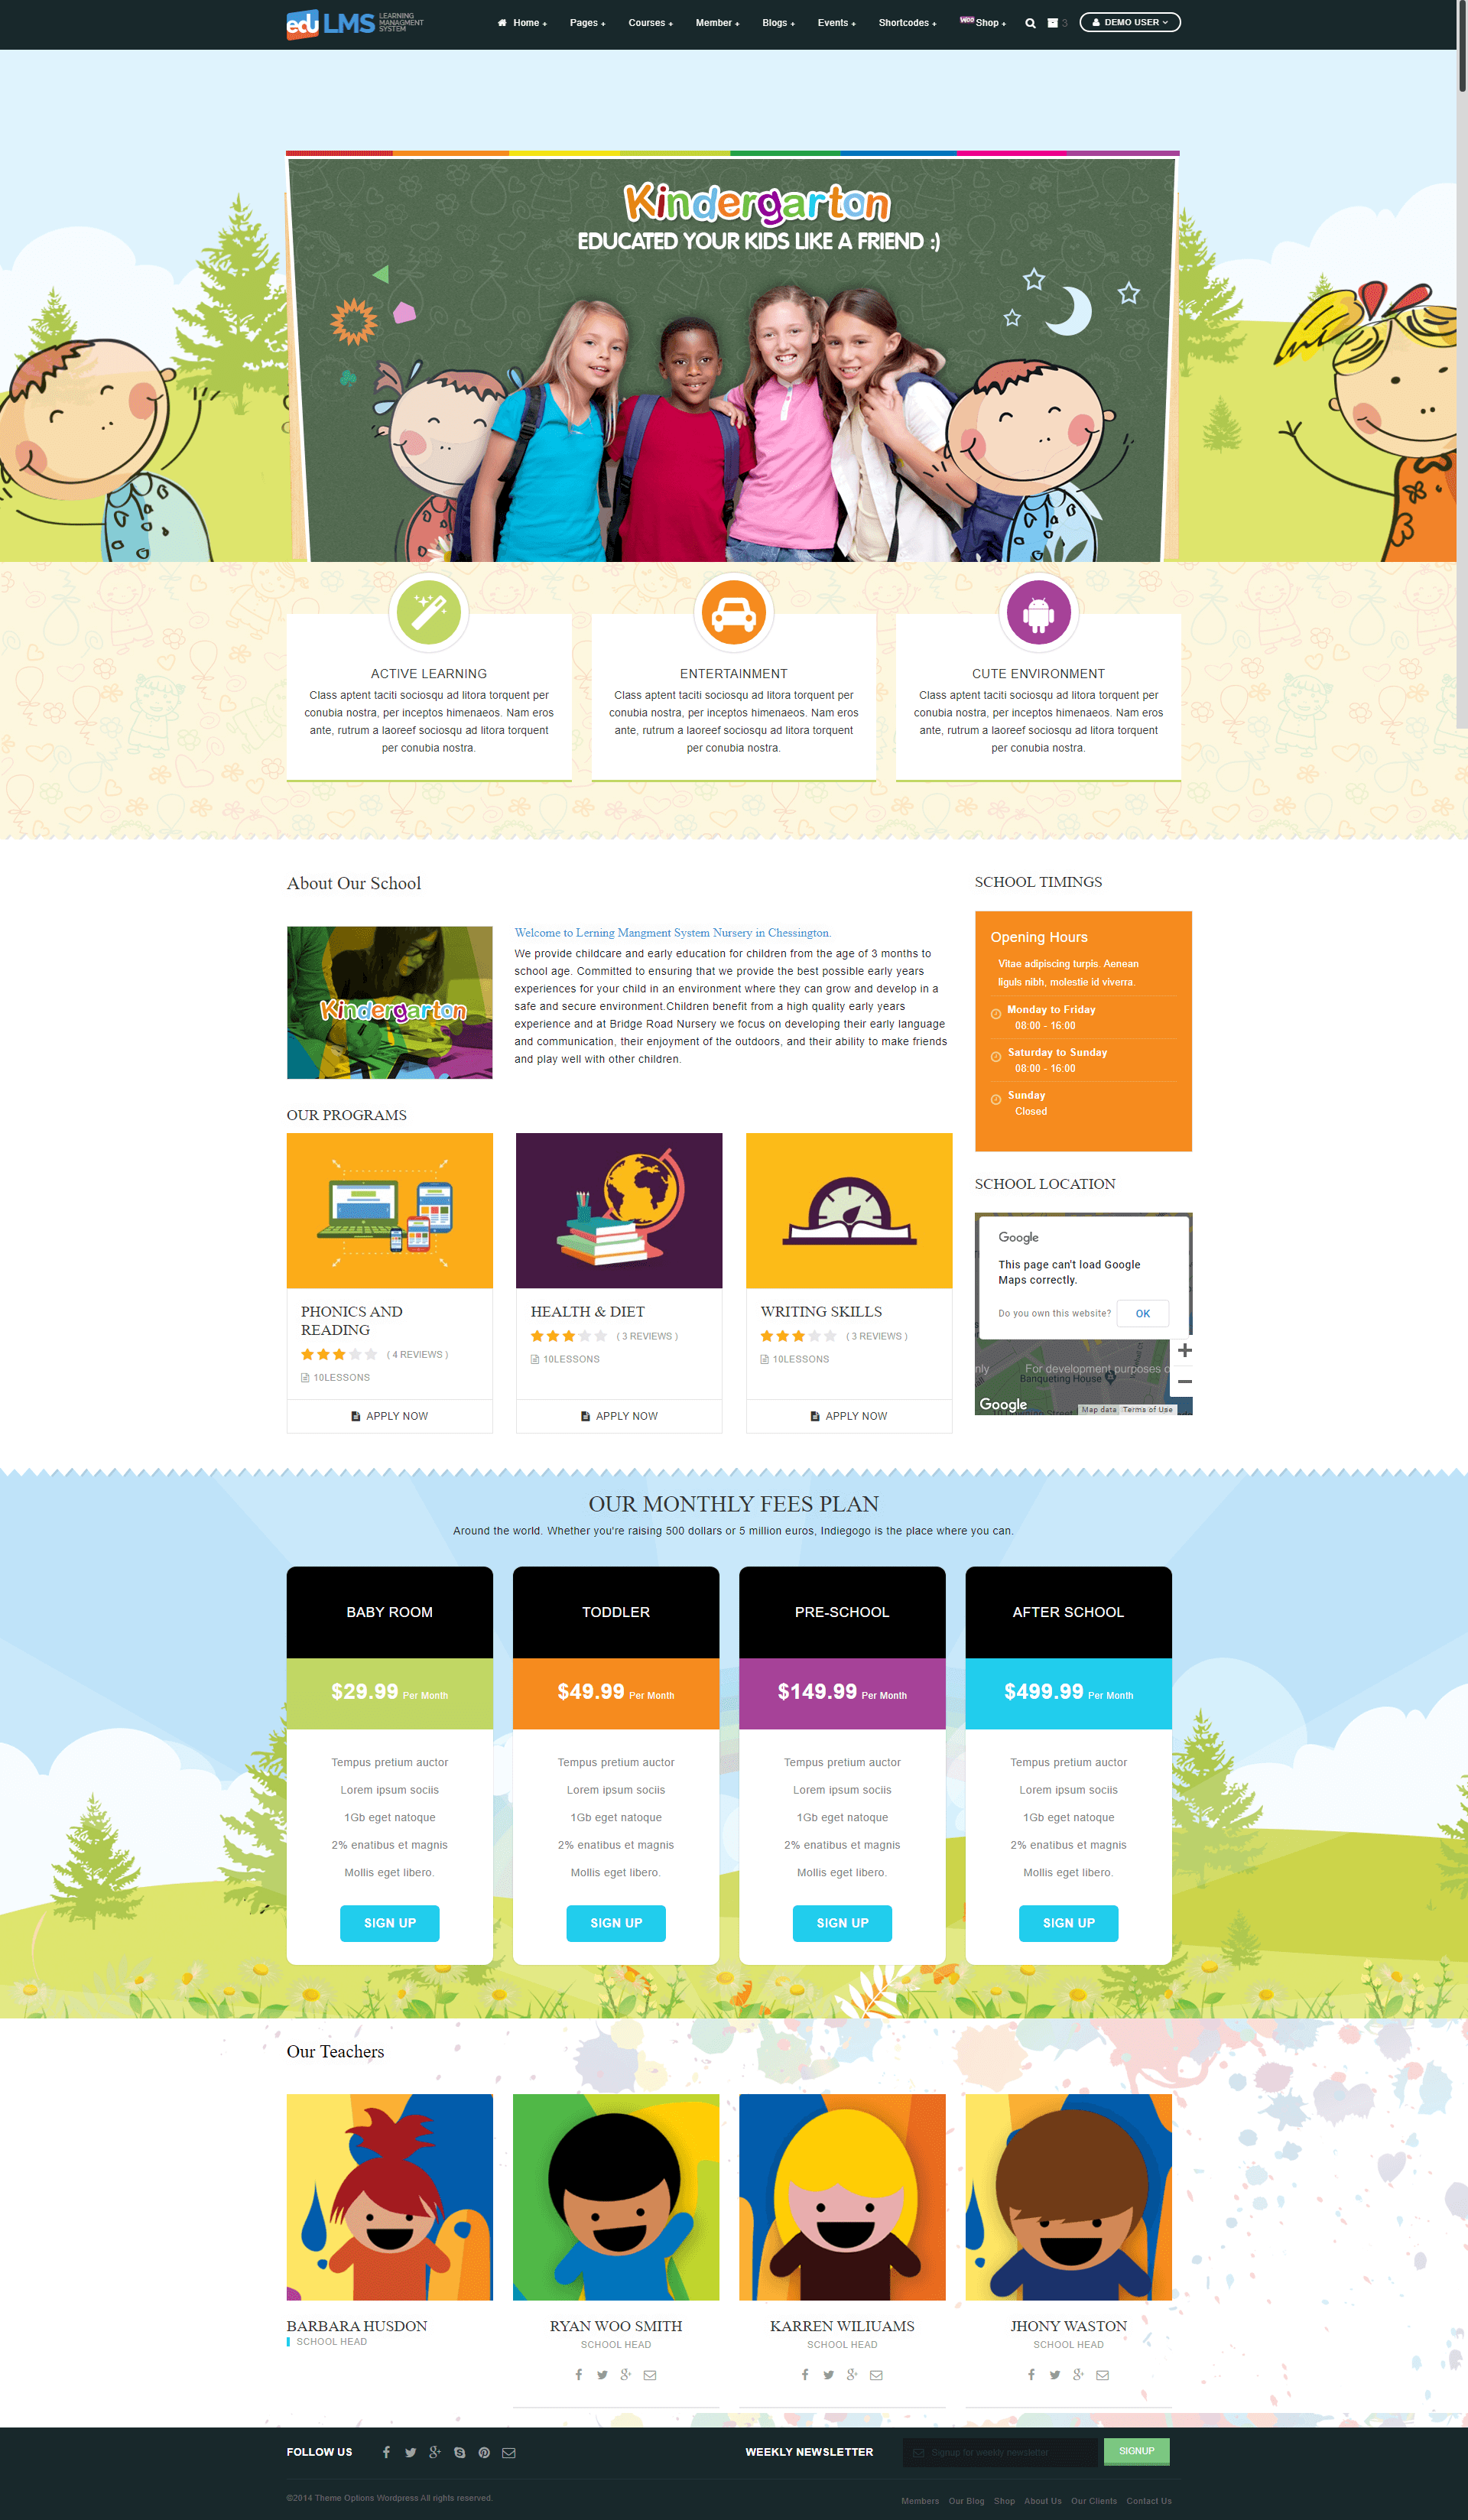 edu LMS LEARNING MANAGMENT SYSTEM
Home + Pages + Courses + Member + Blogs + Events + Shortcodes + Woo Shop + 3 DEMO USER
Kindergarton
EDUCATED YOUR KIDS LIKE A FRIEND :)
ACTIVE LEARNING
Class aptent taciti sociosqu ad litora torquent per
conubia nostra, per inceptos himenaeos. Nam eros
ante, rutrum a laoreef sociosqu ad litora torquent
per conubia nostra.
ENTERTAINMENT
Class aptent taciti sociosqu ad litora torquent per
conubia nostra, per inceptos himenaeos. Nam eros
ante, rutrum a laoreef sociosqu ad litora torquent
per conubia nostra.
CUTE ENVIRONMENT
Class aptent taciti sociosqu ad litora torquent per
conubia nostra, per inceptos himenaeos. Nam eros
ante, rutrum a laoreef sociosqu ad litora torquent
per conubia nostra.
About Our School
Kindergarton
Welcome to Lerning Mangment System Nursery in Chessington.
We provide childcare and early education for children from the age of 3 months to
school age. Committed to ensuring that we provide the best possible early years
experiences for your child in an environment where they can grow and develop in a
safe and secure environment.Children benefit from a high quality early years
experience and at Bridge Road Nursery we focus on developing their early language
and communication, their enjoyment of the outdoors, and their ability to make friends
and play well with other children.
OUR PROGRAMS
PHONICS AND
READING
( 4 REVIEWS )
10LESSONS
APPLY NOW
HEALTH & DIET
( 3 REVIEWS )
10LESSONS
APPLY NOW
WRITING SKILLS
( 3 REVIEWS )
10LESSONS
APPLY NOW
SCHOOL TIMINGS
Opening Hours
Vitae adipiscing turpis. Aenean
liguls nibh, molestie id viverra.
Monday to Friday
08:00 - 16:00
Saturday to Sunday
08:00 - 16:00
Sunday
Closed
SCHOOL LOCATION
Google
This page can't load Google
Maps correctly.
Do you own this website? OK
nly For development purposes o
Banqueting House
Google Map data Terms of Use
OUR MONTHLY FEES PLAN
Around the world. Whether you're raising 500 dollars or 5 million euros, Indiegogo is the place where you can.
BABY ROOM
$29.99 Per Month
Tempus pretium auctor
Lorem ipsum sociis
1Gb eget natoque
2% enatibus et magnis
Mollis eget libero.
SIGN UP
TODDLER
$49.99 Per Month
Tempus pretium auctor
Lorem ipsum sociis
1Gb eget natoque
2% enatibus et magnis
Mollis eget libero.
SIGN UP
PRE-SCHOOL
$149.99 Per Month
Tempus pretium auctor
Lorem ipsum sociis
1Gb eget natoque
2% enatibus et magnis
Mollis eget libero.
SIGN UP
AFTER SCHOOL
$499.99 Per Month
Tempus pretium auctor
Lorem ipsum sociis
1Gb eget natoque
2% enatibus et magnis
Mollis eget libero.
SIGN UP
Our Teachers
BARBARA HUSDON
SCHOOL HEAD
RYAN WOO SMITH
SCHOOL HEAD
KARREN WILIUAMS
SCHOOL HEAD
JHONY WASTON
SCHOOL HEAD
FOLLOW US
WEEKLY NEWSLETTER
Signup for weekly newsletter
SIGNUP
©2014 Theme Options Wordpress All rights reserved.
Members Our Blog Shop About Us Our Clients Contact Us